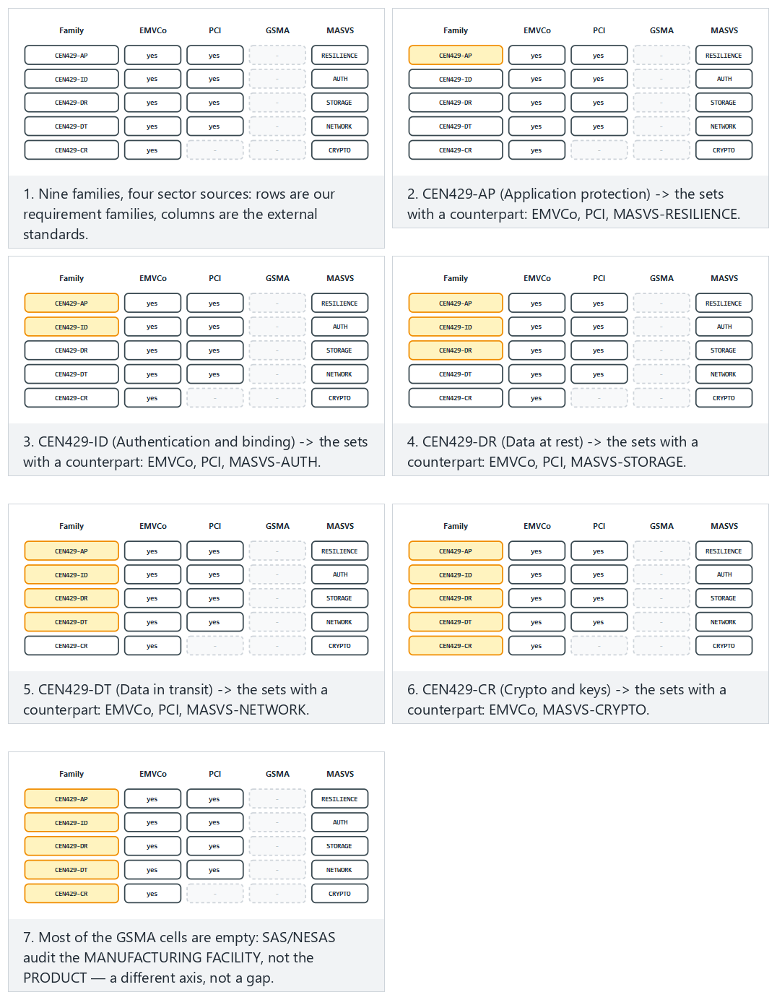 Family EMVCo PCI GSMA MASVS
CEN429-AP yes yes - RESILIENCE
CEN429-ID yes yes - AUTH
CEN429-DR yes yes - STORAGE
CEN429-DT yes yes - NETWORK
CEN429-CR yes - - CRYPTO
1. Nine families, four sector sources: rows are our
requirement families, columns are the external
standards.
Family EMVCo PCI GSMA MASVS
CEN429-AP yes yes - RESILIENCE
CEN429-ID yes yes - AUTH
CEN429-DR yes yes - STORAGE
CEN429-DT yes yes - NETWORK
CEN429-CR yes - - CRYPTO
2. CEN429-AP (Application protection) -> the sets
with a counterpart: EMVCo, PCI, MASVS-RESILIENCE.
Family EMVCo PCI GSMA MASVS
CEN429-AP yes yes - RESILIENCE
CEN429-ID yes yes - AUTH
CEN429-DR yes yes - STORAGE
CEN429-DT yes yes - NETWORK
CEN429-CR yes - - CRYPTO
3. CEN429-ID (Authentication and binding) -> the sets
with a counterpart: EMVCo, PCI, MASVS-AUTH.
Family EMVCo PCI GSMA MASVS
CEN429-AP yes yes - RESILIENCE
CEN429-ID yes yes - AUTH
CEN429-DR yes yes - STORAGE
CEN429-DT yes yes - NETWORK
CEN429-CR yes - - CRYPTO
4. CEN429-DR (Data at rest) -> the sets with a
counterpart: EMVCo, PCI, MASVS-STORAGE.
Family EMVCo PCI GSMA MASVS
CEN429-AP yes yes - RESILIENCE
CEN429-ID yes yes - AUTH
CEN429-DR yes yes - STORAGE
CEN429-DT yes yes - NETWORK
CEN429-CR yes - - CRYPTO
5. CEN429-DT (Data in transit) -> the sets with a
counterpart: EMVCo, PCI, MASVS-NETWORK.
Family EMVCo PCI GSMA MASVS
CEN429-AP yes yes - RESILIENCE
CEN429-ID yes yes - AUTH
CEN429-DR yes yes - STORAGE
CEN429-DT yes yes - NETWORK
CEN429-CR yes - - CRYPTO
6. CEN429-CR (Crypto and keys) -> the sets with a
counterpart: EMVCo, MASVS-CRYPTO.
Family EMVCo PCI GSMA MASVS
CEN429-AP yes yes - RESILIENCE
CEN429-ID yes yes - AUTH
CEN429-DR yes yes - STORAGE
CEN429-DT yes yes - NETWORK
CEN429-CR yes - - CRYPTO
7. Most of the GSMA cells are empty: SAS/NESAS
audit the MANUFACTURING FACILITY, not the
PRODUCT — a different axis, not a gap.